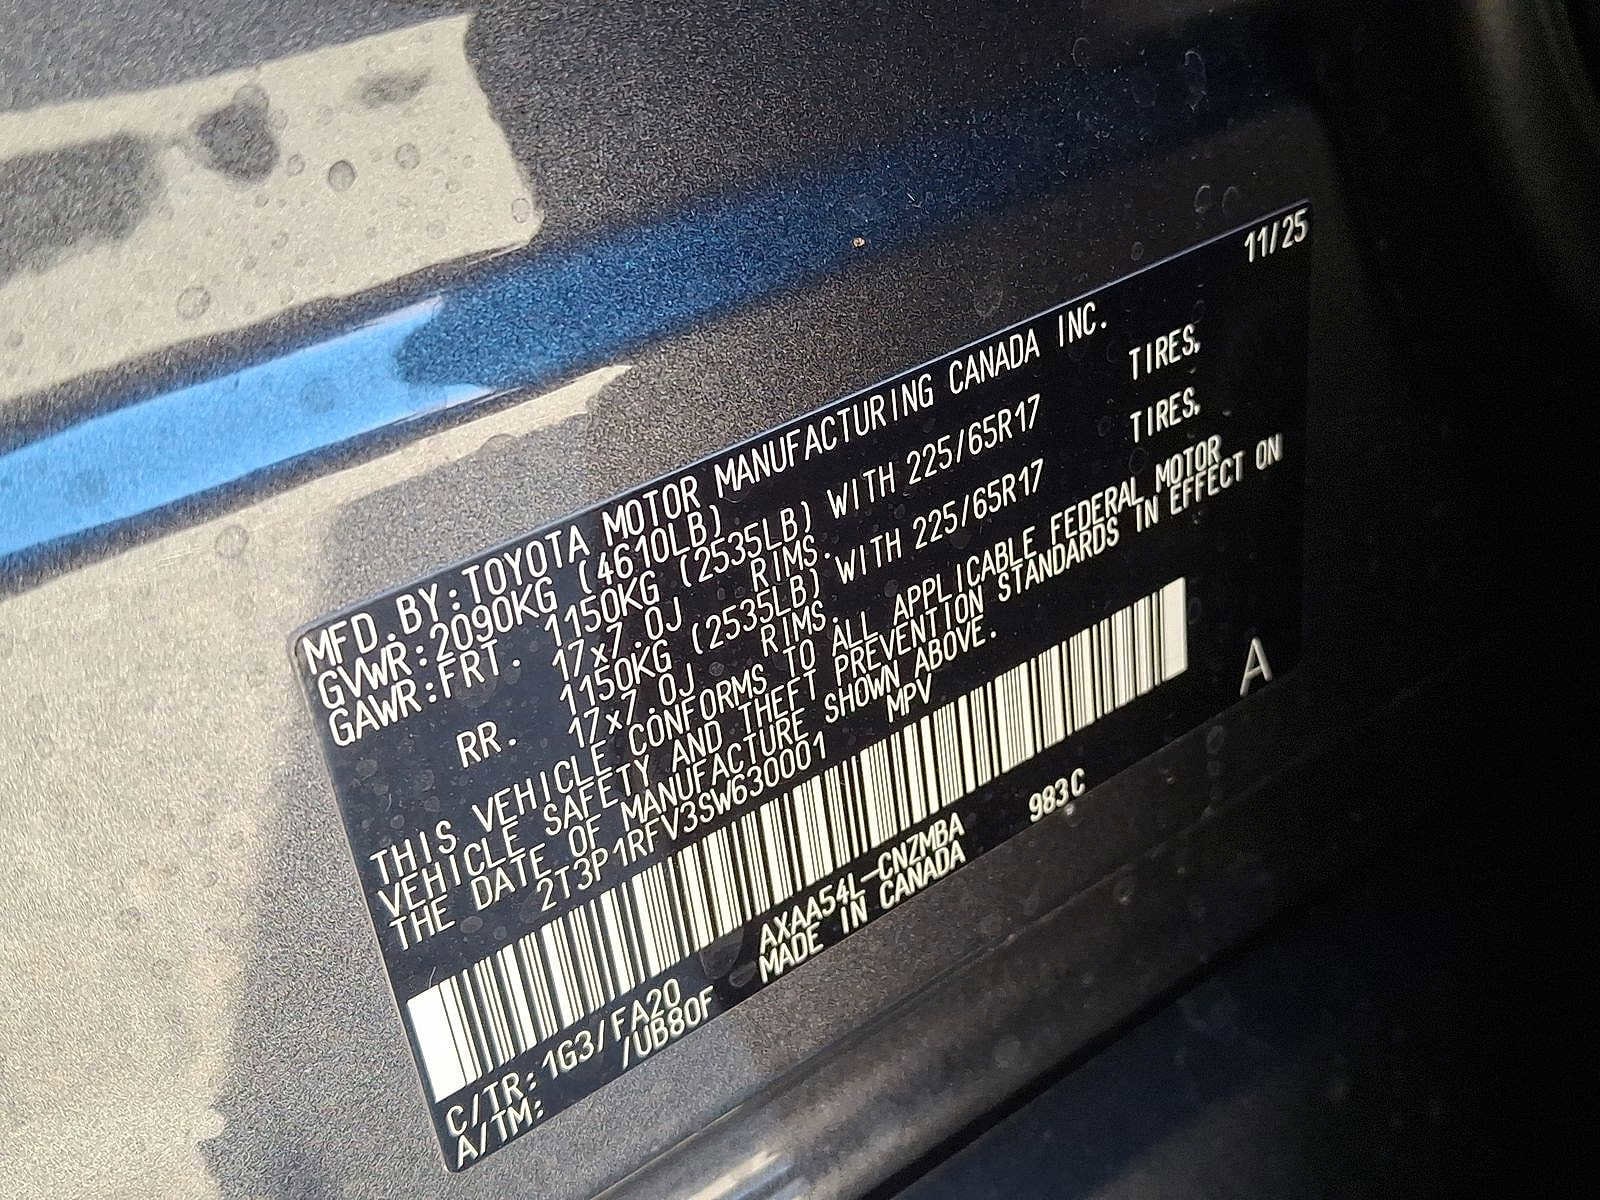 11/25
MFD.BY:TOYOTA MOTOR MANUFACTURING CANADA INC.
GVWR:2090KG (4610LB)
GAWR:FRT. 1150KG (2535LB) WITH 225/65R17 TIRES,
17x7.0J RIMS.
RR. 1150KG (2535LB) WITH 225/65R17 TIRES,
17x7.0J RIMS.
THIS VEHICLE CONFORMS TO ALL APPLICABLE FEDERAL MOTOR
VEHICLE SAFETY AND THEFT PREVENTION STANDARDS IN EFFECT ON
THE DATE OF MANUFACTURE SHOWN ABOVE.
2T3P1RFV3SW630001 MPV
A
C/TR:1G3/FA20 AXAA54L-CNZMBA 983C
A/TM: /UB80F MADE IN CANADA